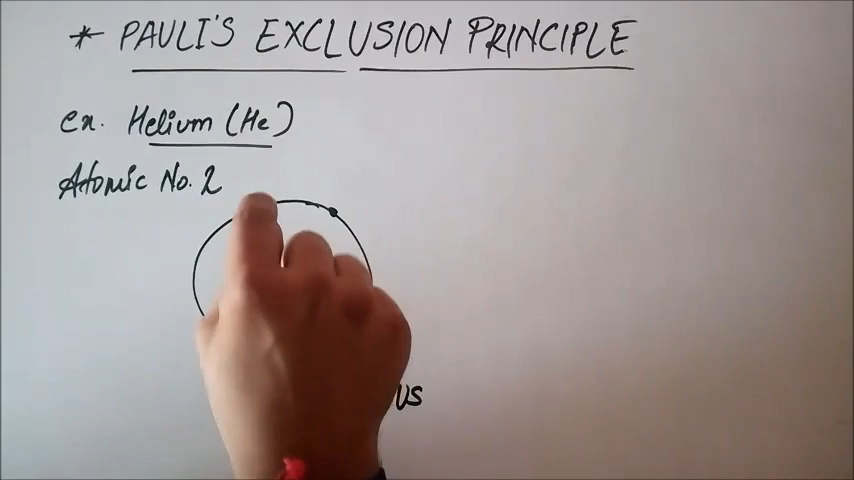 * PAULI'S EXCLUSION PRINCIPLE
ex. Helium (He)
Atomic No. 2